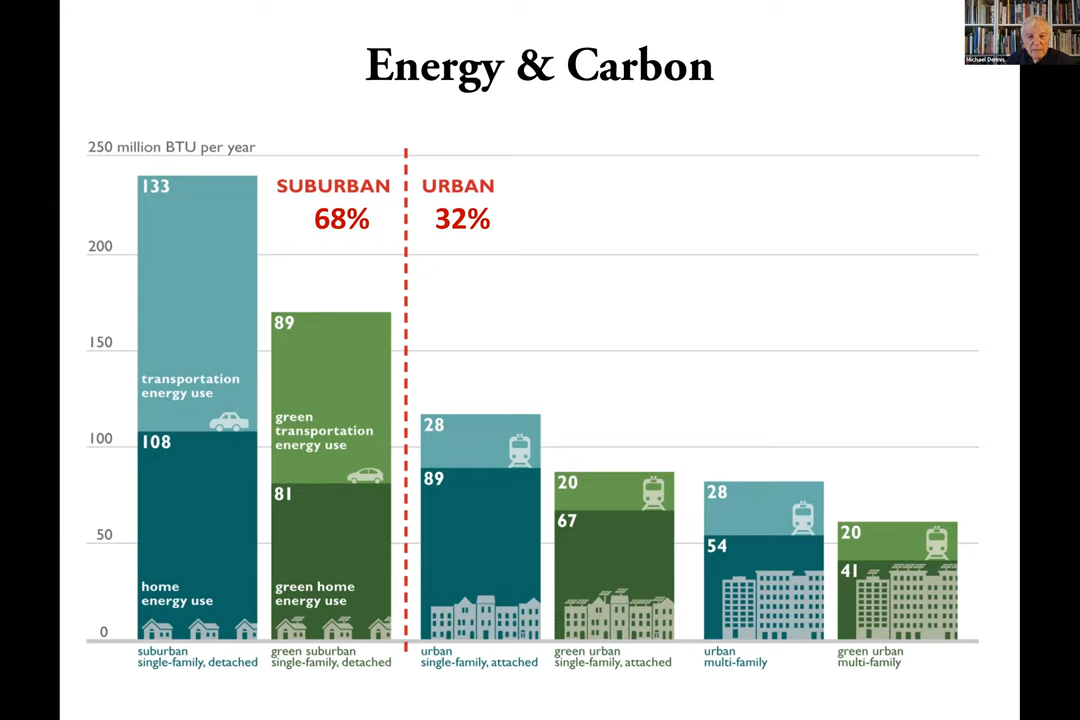 Energy & Carbon
Michael Dennis
250 million BTU per year
200
150
100
50
0
SUBURBAN
68%
URBAN
32%
133
transportation
energy use
108
home
energy use
89
green
transportation
energy use
81
green home
energy use
28
89
20
67
28
54
20
41
suburban
single-family, detached
green suburban
single-family, detached
urban
single-family, attached
green urban
single-family, attached
urban
multi-family
green urban
multi-family